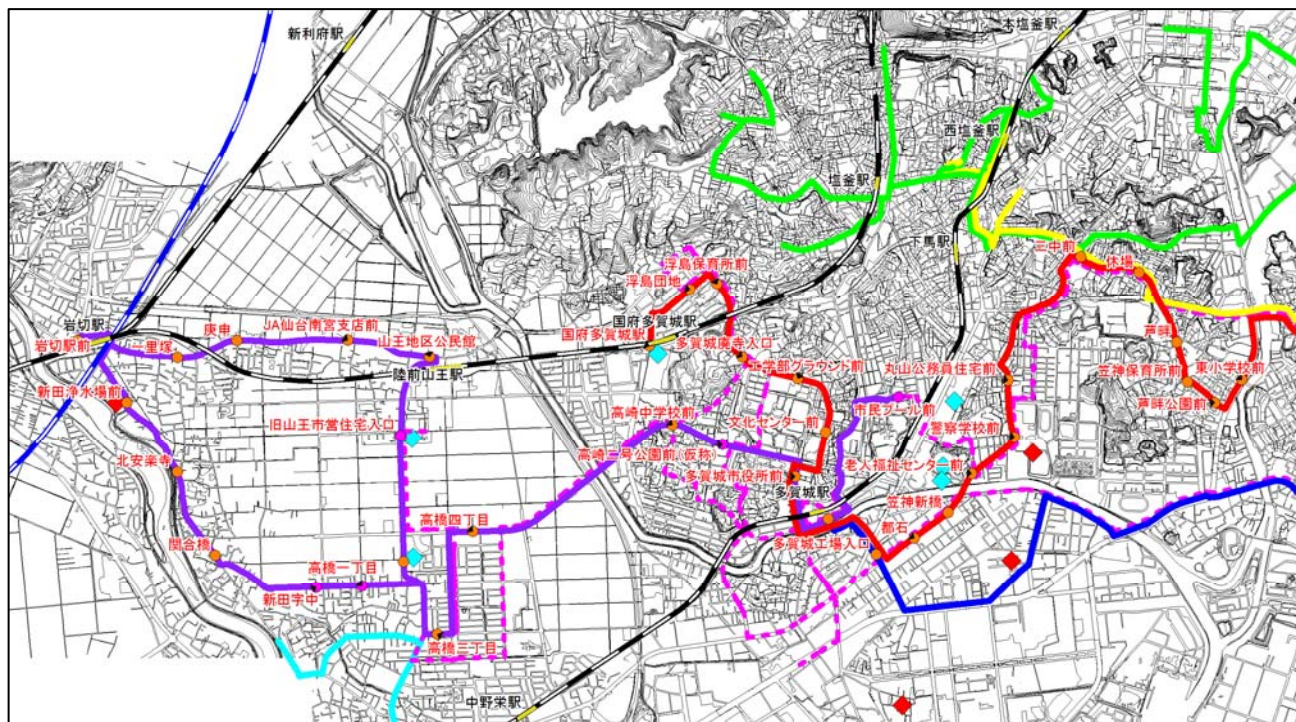 新利府駅
本塩釜駅
西塩釜駅
塩釜駅
下馬駅
二中前
休場
浮島保育所前
浮島団地
岩切駅
岩切駅前
庚申
JA仙台南宮支店前
山王地区公民館
一里塚
陸前山王駅
国府多賀城駅
国府多賀城駅
多賀城廃寺入口
工学部グラウンド前
丸山公務員住宅前
芦畔
笠神保育所前
東小学校前
芦畔公園前
新田浄水場前
旧山王市営住宅入口
高崎中学校前
文化センター前
市民プール前
警察学校前
北安楽寺
高崎二号公園前(仮称)
多賀城市役所前
多賀城駅
老人福祉センター前
笠神新橋
高橋四丁目
都石
関合橋
多賀城工場入口
高橋一丁目
新田字中
高橋三丁目
中野栄駅